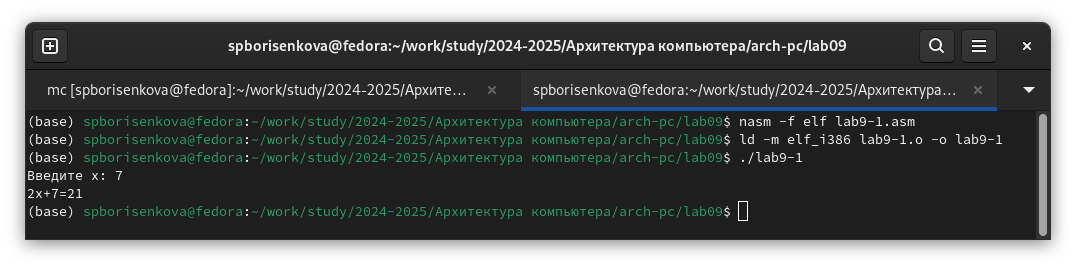 spborisenkova@fedora:~/work/study/2024-2025/Архитектура компьютера/arch-pc/lab09
mc [spborisenkova@fedora]:~/work/study/2024-2025/Архите…
spborisenkova@fedora:~/work/study/2024-2025/Архитектура…
(base) spborisenkova@fedora:~/work/study/2024-2025/Архитектура компьютера/arch-pc/lab09$ nasm -f elf lab9-1.asm
(base) spborisenkova@fedora:~/work/study/2024-2025/Архитектура компьютера/arch-pc/lab09$ ld -m elf_i386 lab9-1.o -o lab9-1
(base) spborisenkova@fedora:~/work/study/2024-2025/Архитектура компьютера/arch-pc/lab09$ ./lab9-1
Введите x: 7
2x+7=21
(base) spborisenkova@fedora:~/work/study/2024-2025/Архитектура компьютера/arch-pc/lab09$